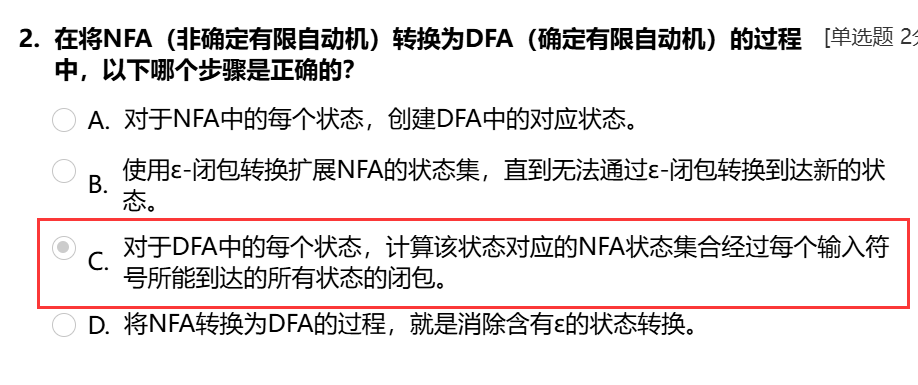 2. 在将NFA（非确定有限自动机）转换为DFA（确定有限自动机）的过程 [单选题 2
中，以下哪个步骤是正确的？
A. 对于NFA中的每个状态，创建DFA中的对应状态。
使用ε-闭包转换扩展NFA的状态集，直到无法通过ε-闭包转换到达新的状
B. 态。
对于DFA中的每个状态，计算该状态对应的NFA状态集合经过每个输入符
C. 号所能到达的所有状态的闭包。
D. 将NFA转换为DFA的过程，就是消除含有ε的状态转换。